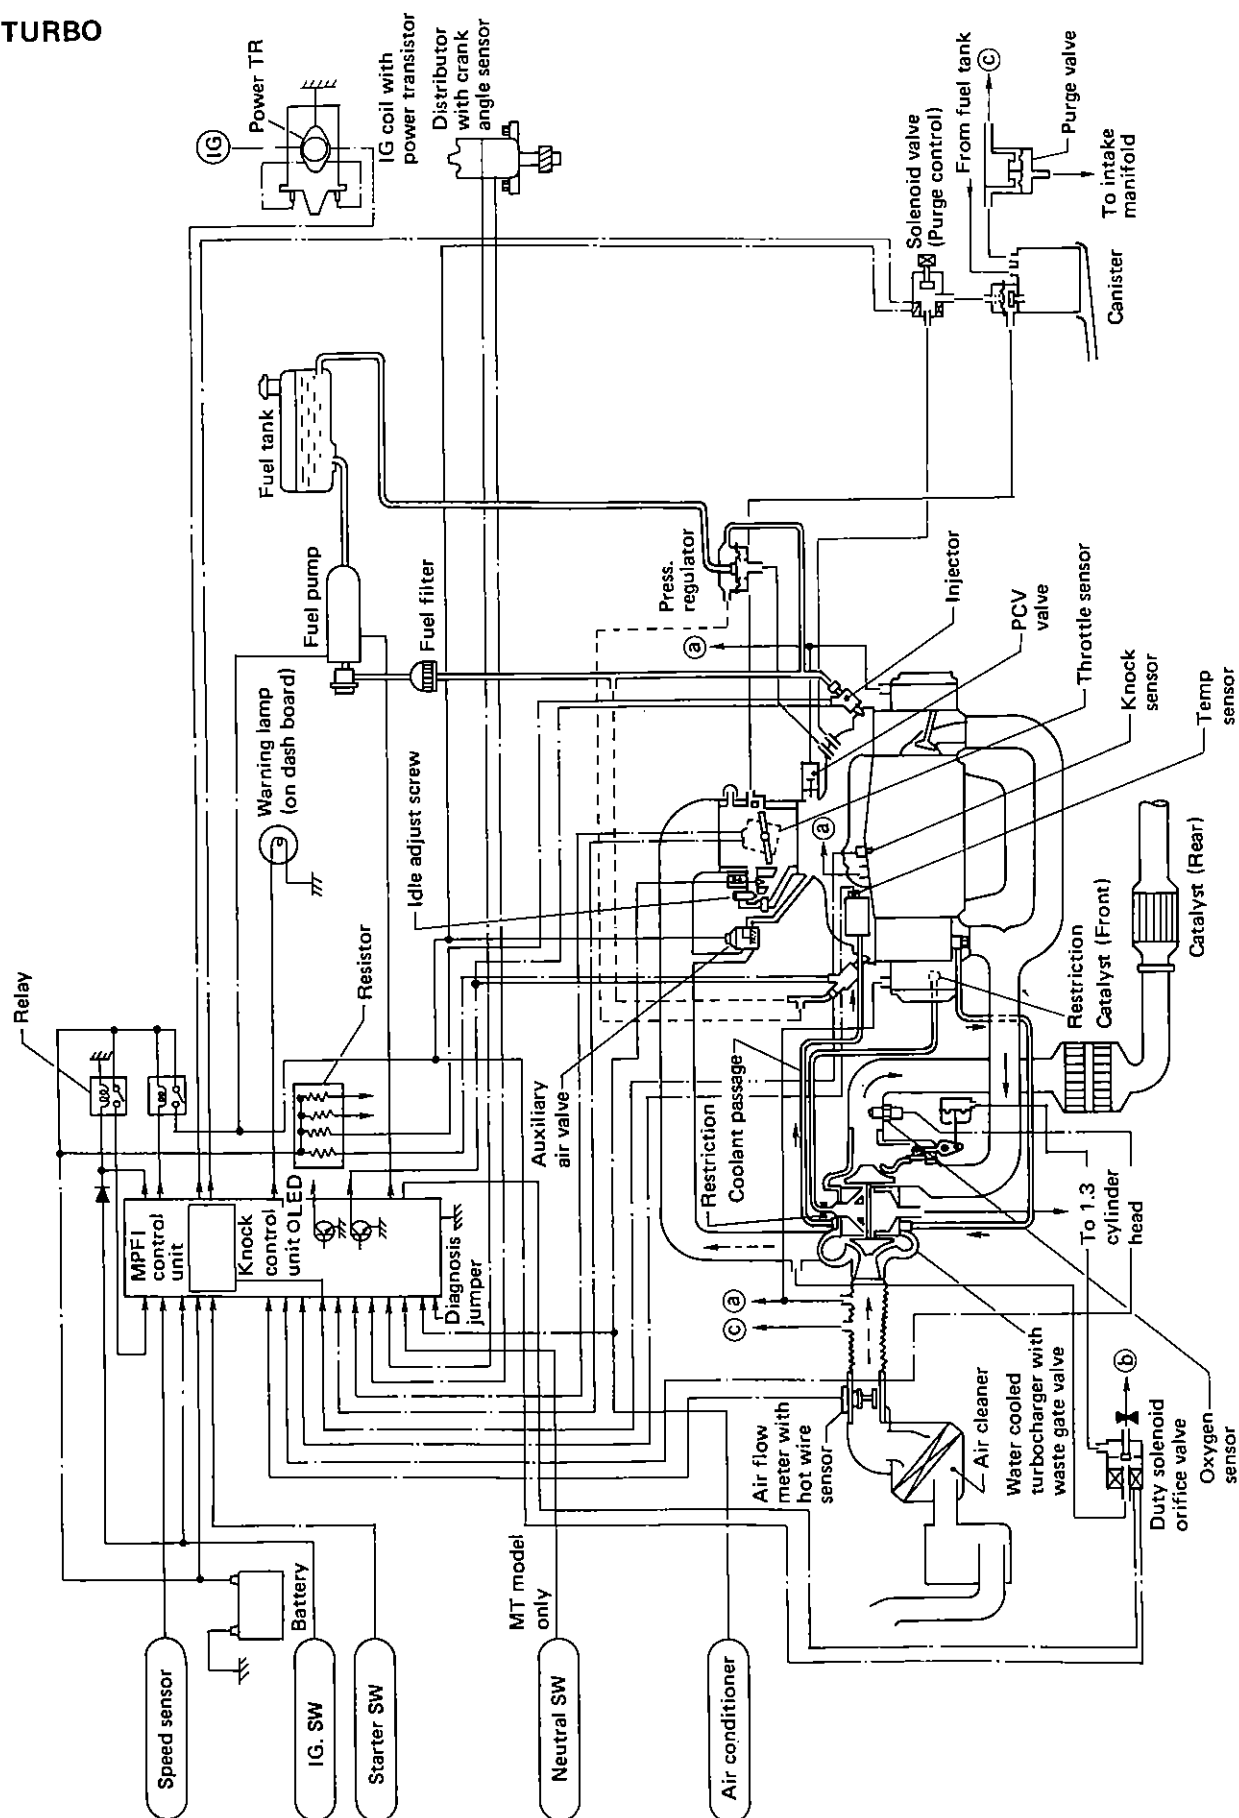 TURBO
IG
Power TR
IG coil with
power transistor
Distributor
with crank
angle sensor
Solenoid valve
(Purge control)
From fuel tank
c
Purge valve
To intake
manifold
Canister
Fuel tank
Fuel pump
Fuel filter
Press.
regulator
Warning lamp
(on dash board)
Idle adjust screw
a
Injector
PCV
valve
Throttle sensor
Knock
sensor
Temp
sensor
a
Relay
Resistor
Auxiliary
air valve
Restriction
Coolant passage
Restriction
Catalyst (Front)
Catalyst (Rear)
MPFI
control
unit
Knock
control
unit
OLED
Diagnosis
jumper
To 1.3
cylinder
head
c
a
b
Air flow
meter with
hot wire
sensor
Air cleaner
Water cooled
turbocharger with
waste gate valve
Duty solenoid
orifice valve
Oxygen
sensor
Battery
MT model
only
Speed sensor
IG. SW
Starter SW
Neutral SW
Air conditioner